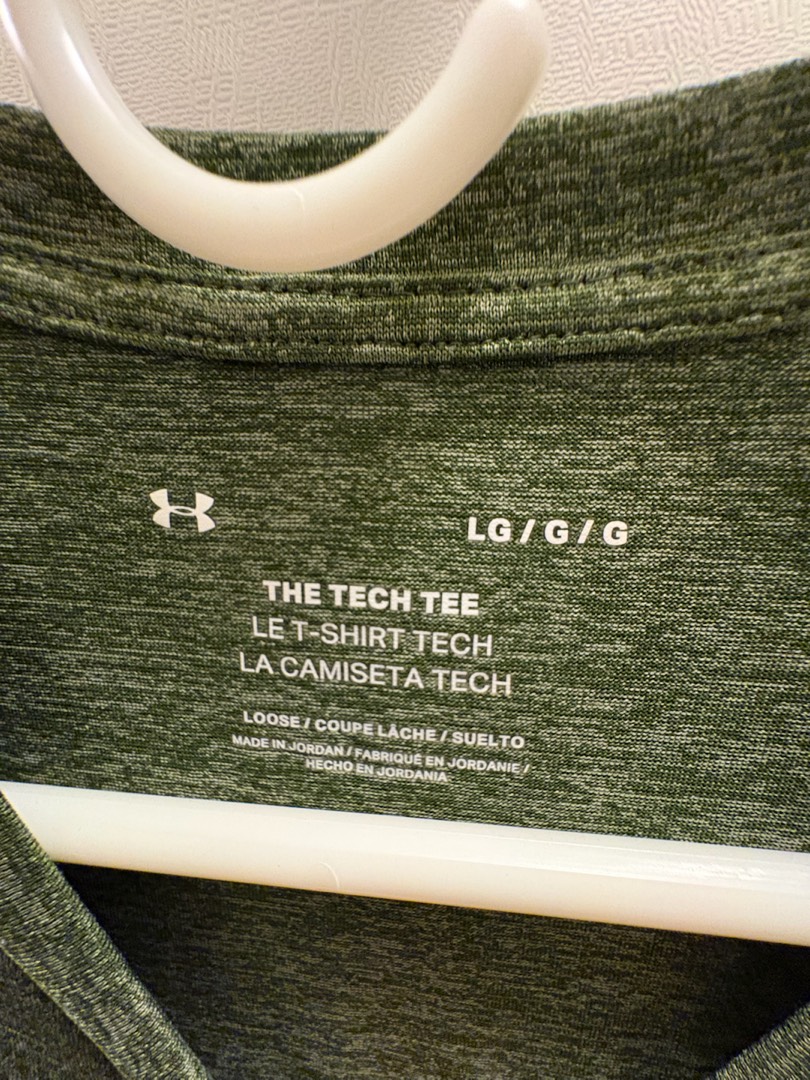 LG / G / G
THE TECH TEE
LE T-SHIRT TECH
LA CAMISETA TECH
LOOSE / COUPE LÂCHE / SUELTO
MADE IN JORDAN / FABRIQUÉ EN JORDANIE /
HECHO EN JORDANIA